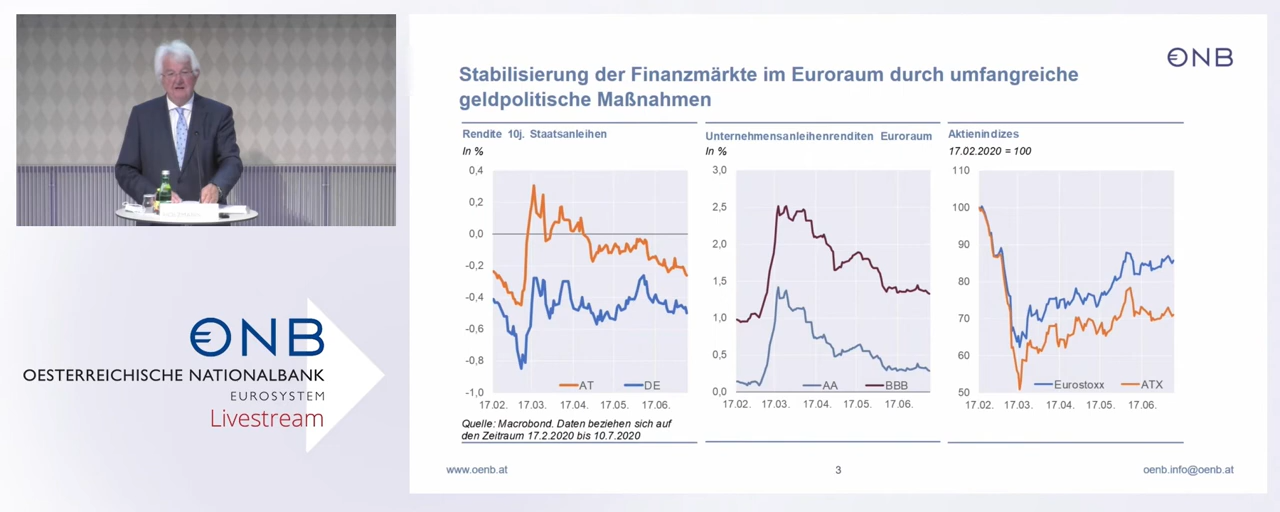 ONB
Stabilisierung der Finanzmärkte im Euroraum durch umfangreiche
geldpolitische Maßnahmen
Rendite 10j. Staatsanleihen
In %
0,4
0,2
0,0
-0,2
-0,4
-0,6
-0,8
-1,0
17.02. 17.03. 17.04. 17.05. 17.06.
AT DE
Quelle: Macrobond. Daten beziehen sich auf
den Zeitraum 17.2.2020 bis 10.7.2020
Unternehmensanleihenrenditen Euroraum
In %
3,0
2,5
2,0
1,5
1,0
0,5
0,0
17.02. 17.03. 17.04. 17.05. 17.06.
AA BBB
Aktienindizes
17.02.2020 = 100
110
100
90
80
70
60
50
17.02. 17.03. 17.04. 17.05. 17.06.
Eurostoxx ATX
www.oenb.at
3
oenb.info@oenb.at
ONB
OESTERREICHISCHE NATIONALBANK
EUROSYSTEM
Livestream